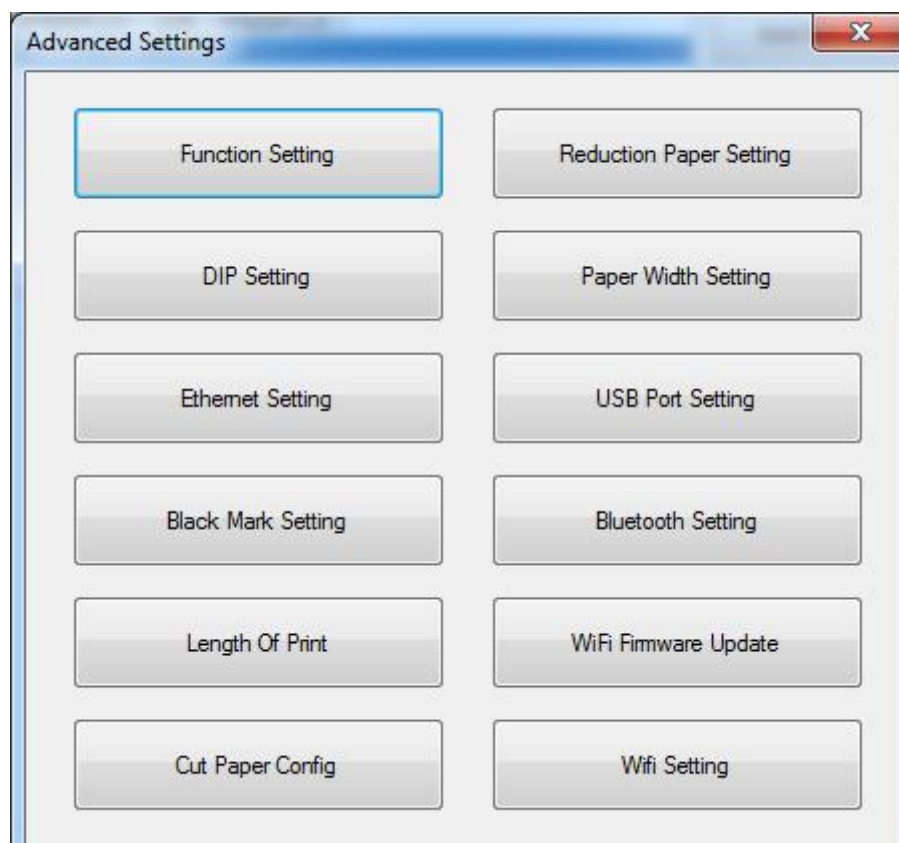 Advanced Settings
Function Setting
Reduction Paper Setting
DIP Setting
Paper Width Setting
Ethernet Setting
USB Port Setting
Black Mark Setting
Bluetooth Setting
Length Of Print
WiFi Firmware Update
Cut Paper Config
Wifi Setting